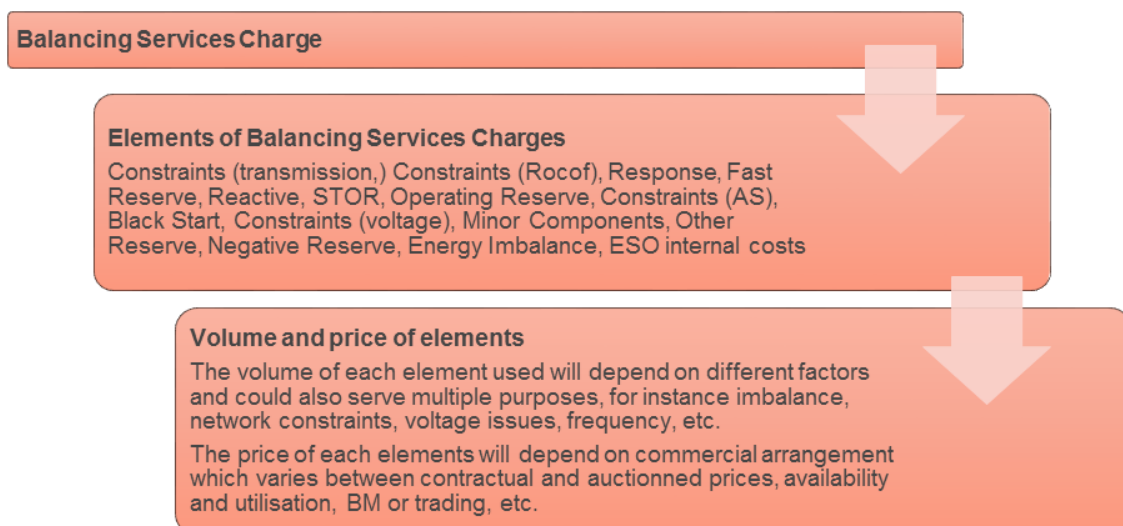 Balancing Services Charge
Elements of Balancing Services Charges
Constraints (transmission,) Constraints (Rocof), Response, Fast
Reserve, Reactive, STOR, Operating Reserve, Constraints (AS),
Black Start, Constraints (voltage), Minor Components, Other
Reserve, Negative Reserve, Energy Imbalance, ESO internal costs
Volume and price of elements
The volume of each element used will depend on different factors
and could also serve multiple purposes, for instance imbalance,
network constraints, voltage issues, frequency, etc.
The price of each elements will depend on commercial arrangement
which varies between contractual and auctionned prices, availability
and utilisation, BM or trading, etc.